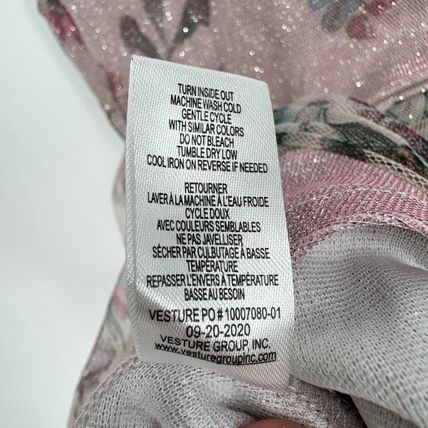 TURN INSIDE OUT
MACHINE WASH COLD
GENTLE CYCLE
WITH SIMILAR COLORS
DO NOT BLEACH
TUMBLE DRY LOW
COOL IRON ON REVERSE IF NEEDED
RETOURNER
LAVER À LA MACHINE À L'EAU FROIDE
CYCLE DOUX
AVEC COULEURS SEMBLABLES
NE PAS JAVELLISER
SÉCHER PAR CULBUTAGE À BASSE
TEMPÉRATURE
REPASSER L'ENVERS À TEMPÉRATURE
BASSE AU BESOIN
VESTURE PO # 10007080-01
09-20-2020
VESTURE GROUP, INC.
www.vesturegroupinc.com